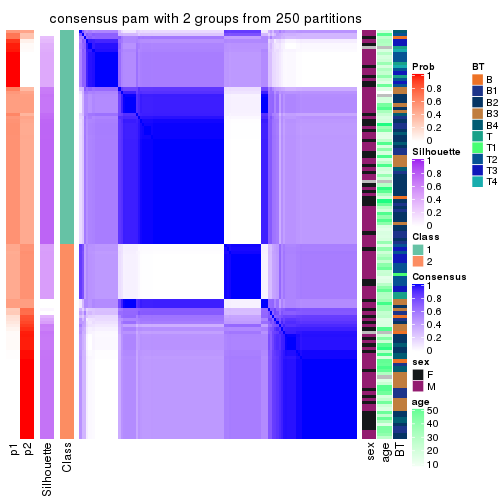 consensus pam with 2 groups from 250 partitions
p1
p2
Silhouette
Class
sex
age
BT
Prob
1
0.8
0.6
0.4
0.2
0
Silhouette
1
0.8
0.6
0.4
0.2
0
Class
1
2
Consensus
1
0.8
0.6
0.4
0.2
0
sex
F
M
age
50
40
30
20
10
BT
B
B1
B2
B3
B4
T
T1
T2
T3
T4